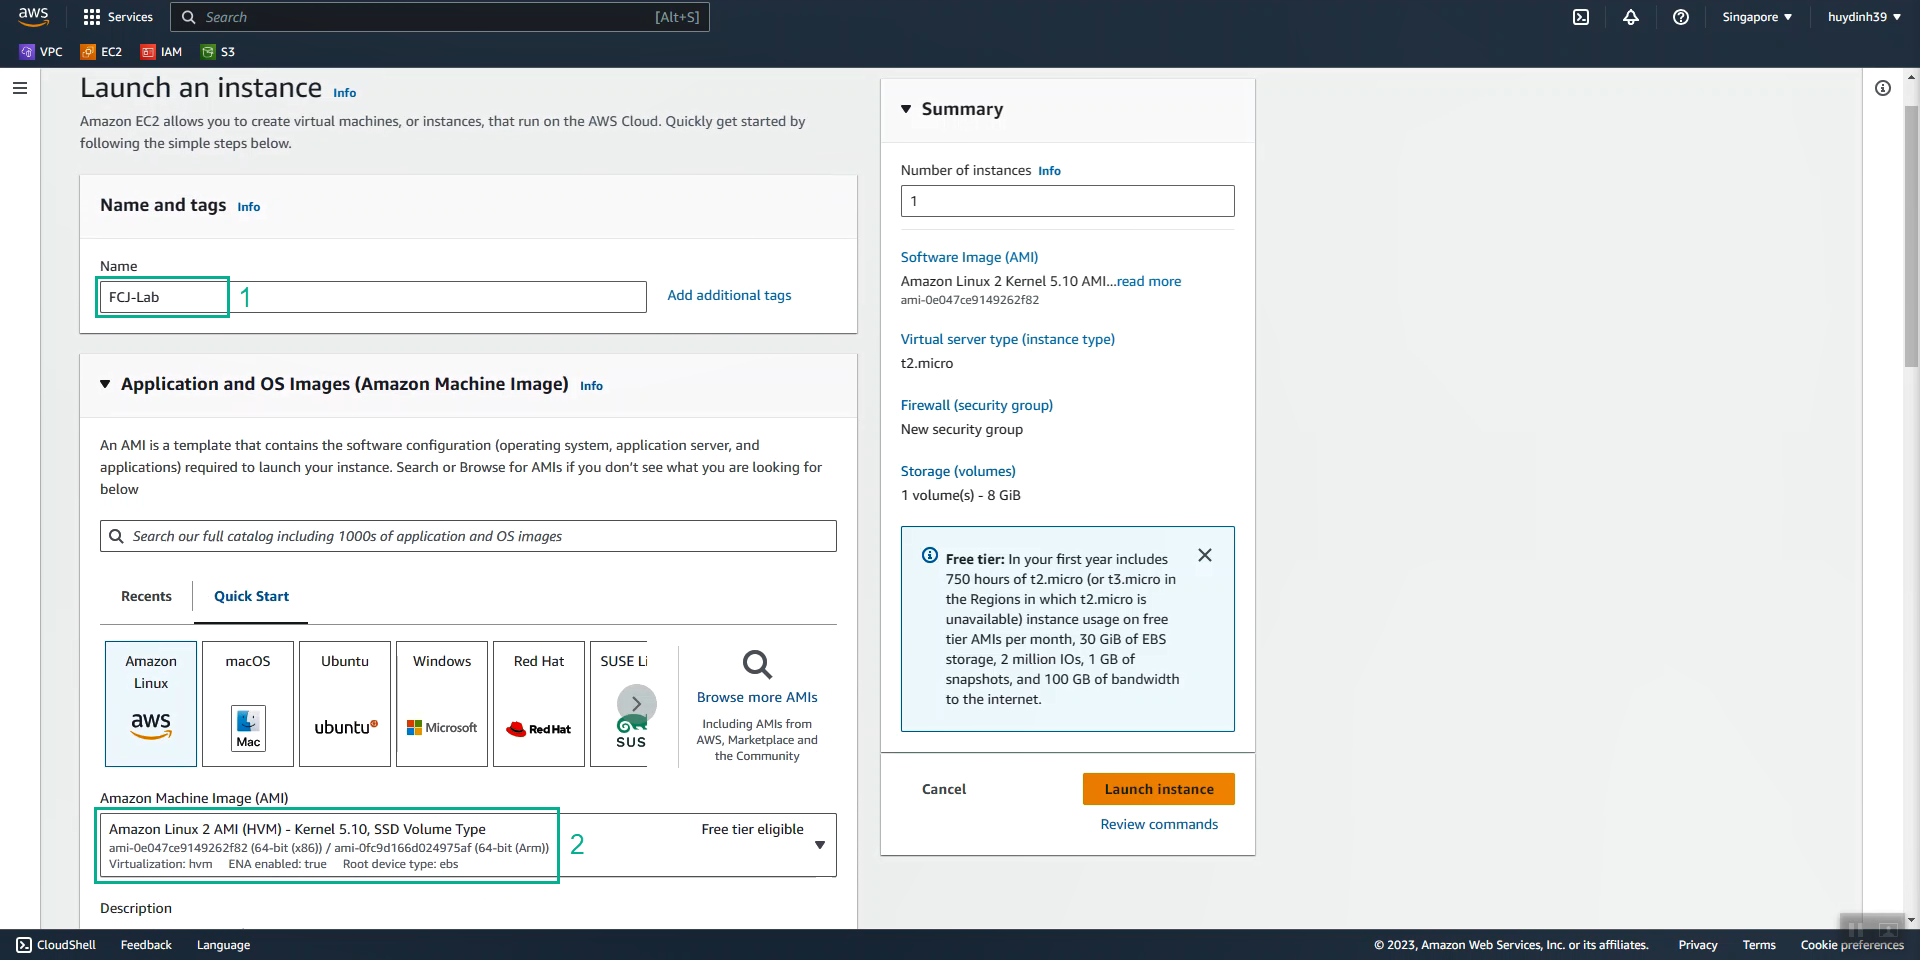 aws
Services
Search [Alt+S]
Singapore
huydinh39
VPC
EC2
IAM
S3
Launch an instance Info
Amazon EC2 allows you to create virtual machines, or instances, that run on the AWS Cloud. Quickly get started by
following the simple steps below.
Name and tags Info
Name
FCJ-Lab 1
Add additional tags
Application and OS Images (Amazon Machine Image) Info
An AMI is a template that contains the software configuration (operating system, application server, and
applications) required to launch your instance. Search or Browse for AMIs if you don't see what you are looking for
below
Search our full catalog including 1000s of application and OS images
Recents
Quick Start
Amazon
Linux
aws
macOS
Mac
Ubuntu
ubuntu
Windows
Microsoft
Red Hat
Red Hat
SUSE Li
SUS
Browse more AMIs
Including AMIs from
AWS, Marketplace and
the Community
Amazon Machine Image (AMI)
Amazon Linux 2 AMI (HVM) - Kernel 5.10, SSD Volume Type
Free tier eligible
ami-0e047ce9149262f82 (64-bit (x86)) / ami-0fc9d166d024975af (64-bit (Arm))
Virtualization: hvm ENA enabled: true Root device type: ebs
2
Description
Summary
Number of instances Info
1
Software Image (AMI)
Amazon Linux 2 Kernel 5.10 AMI...read more
ami-0e047ce9149262f82
Virtual server type (instance type)
t2.micro
Firewall (security group)
New security group
Storage (volumes)
1 volume(s) - 8 GiB
Free tier: In your first year includes
750 hours of t2.micro (or t3.micro in
the Regions in which t2.micro is
unavailable) instance usage on free
tier AMIs per month, 30 GiB of EBS
storage, 2 million IOs, 1 GB of
snapshots, and 100 GB of bandwidth
to the internet.
Cancel
Launch instance
Review commands
CloudShell
Feedback
Language
© 2023, Amazon Web Services, Inc. or its affiliates.
Privacy
Terms
Cookie preferences